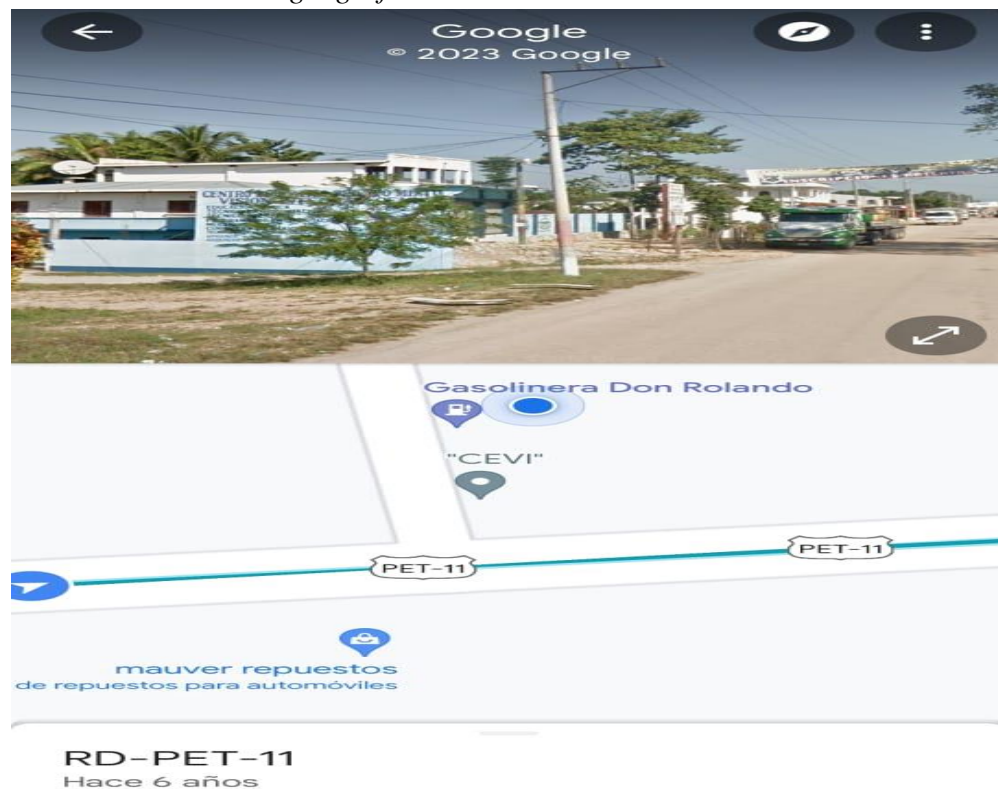 Google
© 2023 Google
CENTRO
Gasolinera Don Rolando
"CEVI"
PET-11
PET-11
mauver repuestos
de repuestos para automóviles
RD-PET-11
Hace 6 años